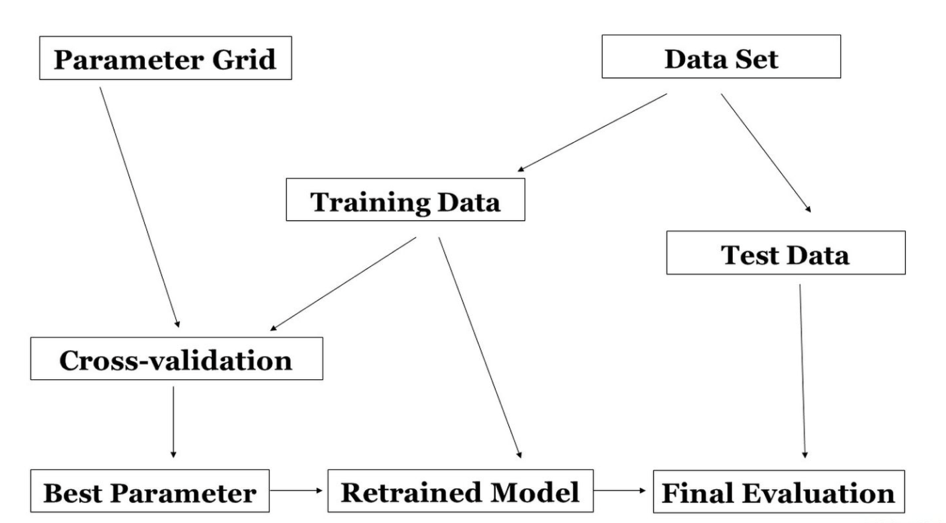 Parameter Grid
Data Set
Training Data
Test Data
Cross-validation
Best Parameter
Retrained Model
Final Evaluation